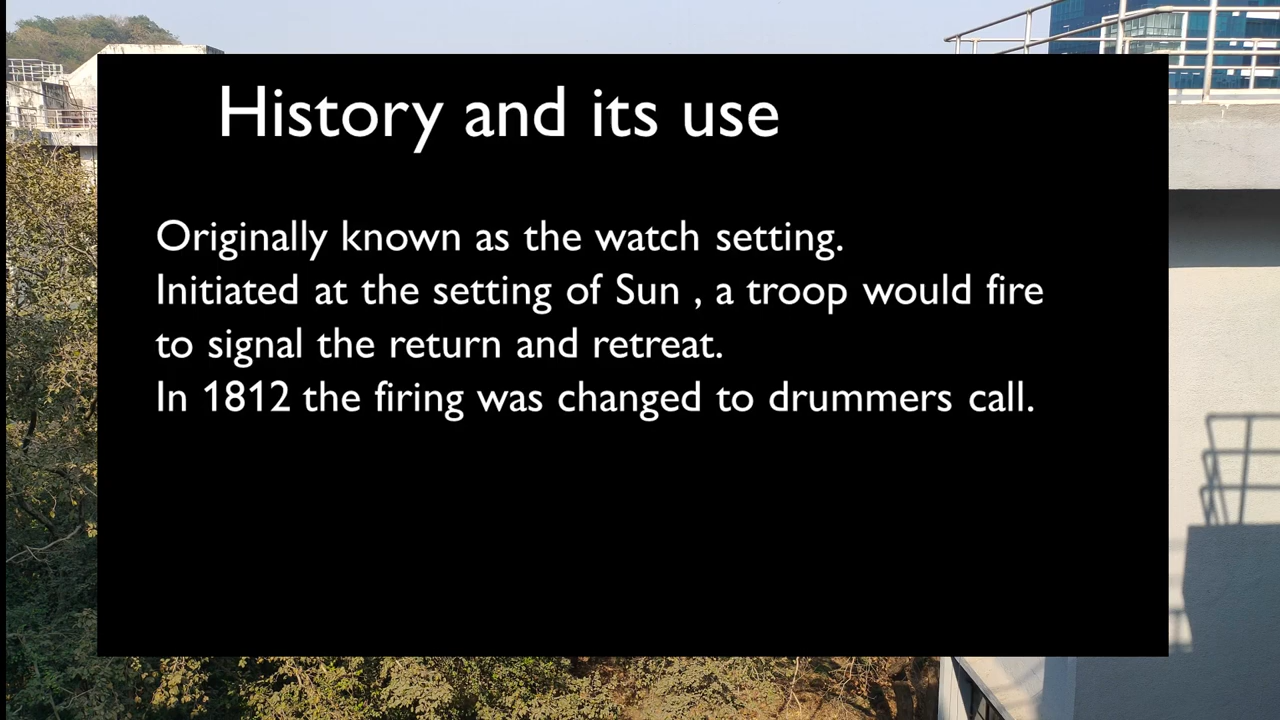 History and its use
Originally known as the watch setting.
Initiated at the setting of Sun , a troop would fire
to signal the return and retreat.
In 1812 the firing was changed to drummers call.